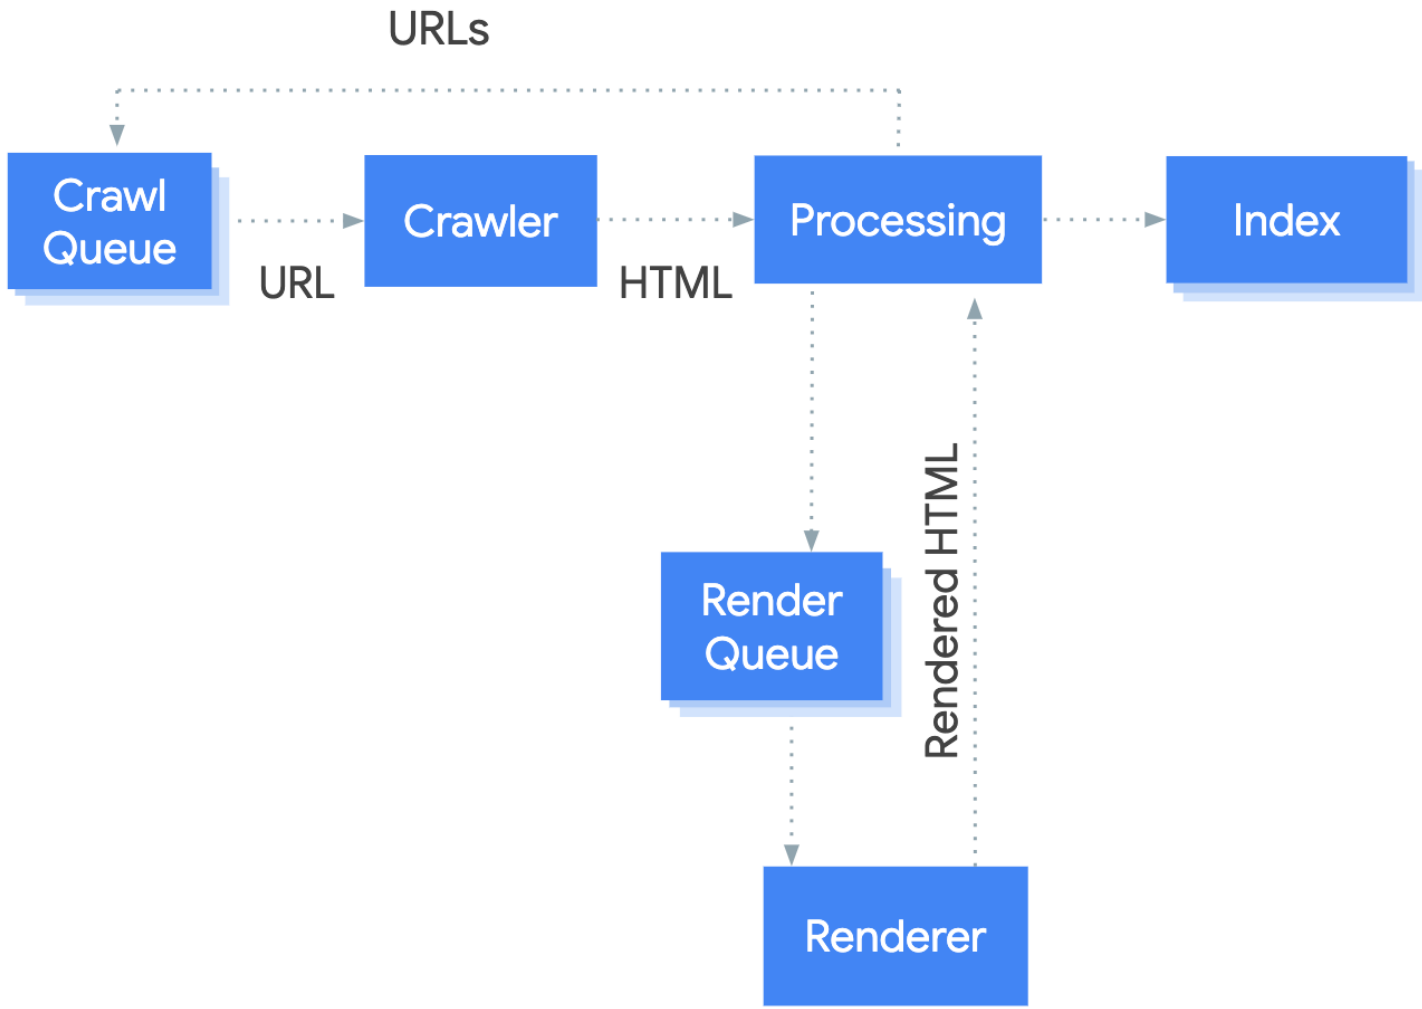 URLs
Crawl
Queue
URL
Crawler
HTML
Processing
Index
Render
Queue
Rendered HTML
Renderer